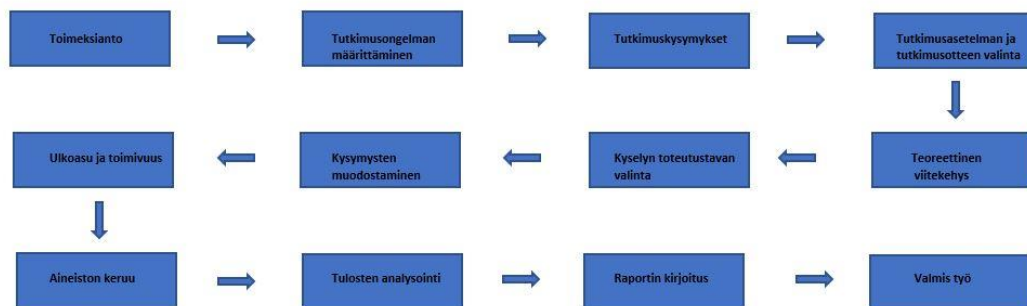 Toimeksianto
Tutkimusongelman
määrittäminen
Tutkimuskysymykset
Tutkimusasetelman ja
tutkimusotteen valinta
Teoreettinen
viitekehys
Kyselyn toteutustavan
valinta
Kysymysten
muodostaminen
Ulkoasu ja toimivuus
Aineiston keruu
Tulosten analysointi
Raportin kirjoitus
Valmis työ